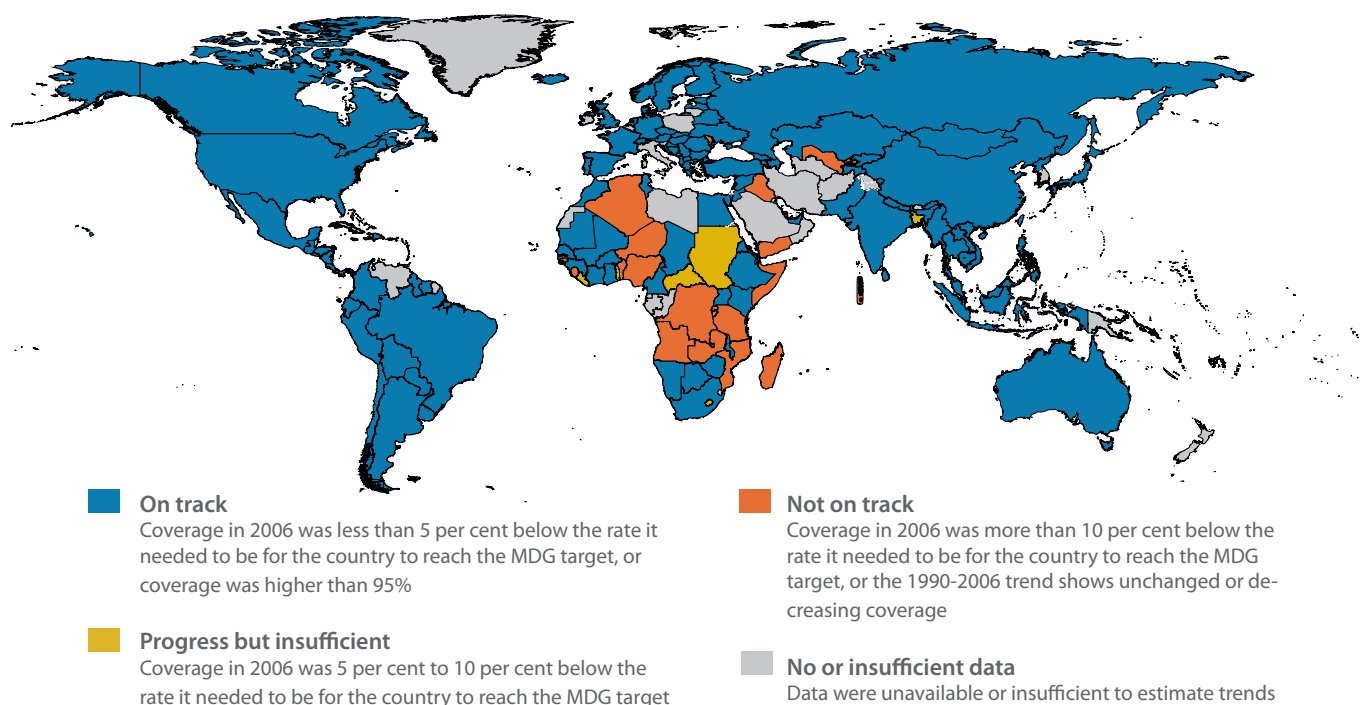 On track
Coverage in 2006 was less than 5 per cent below the rate it
needed to be for the country to reach the MDG target, or
coverage was higher than 95%
Progress but insufficient
Coverage in 2006 was 5 per cent to 10 per cent below the
rate it needed to be for the country to reach the MDG target
Not on track
Coverage in 2006 was more than 10 per cent below the
rate it needed to be for the country to reach the MDG
target, or the 1990-2006 trend shows unchanged or de-
creasing coverage
No or insufficient data
Data were unavailable or insufficient to estimate trends